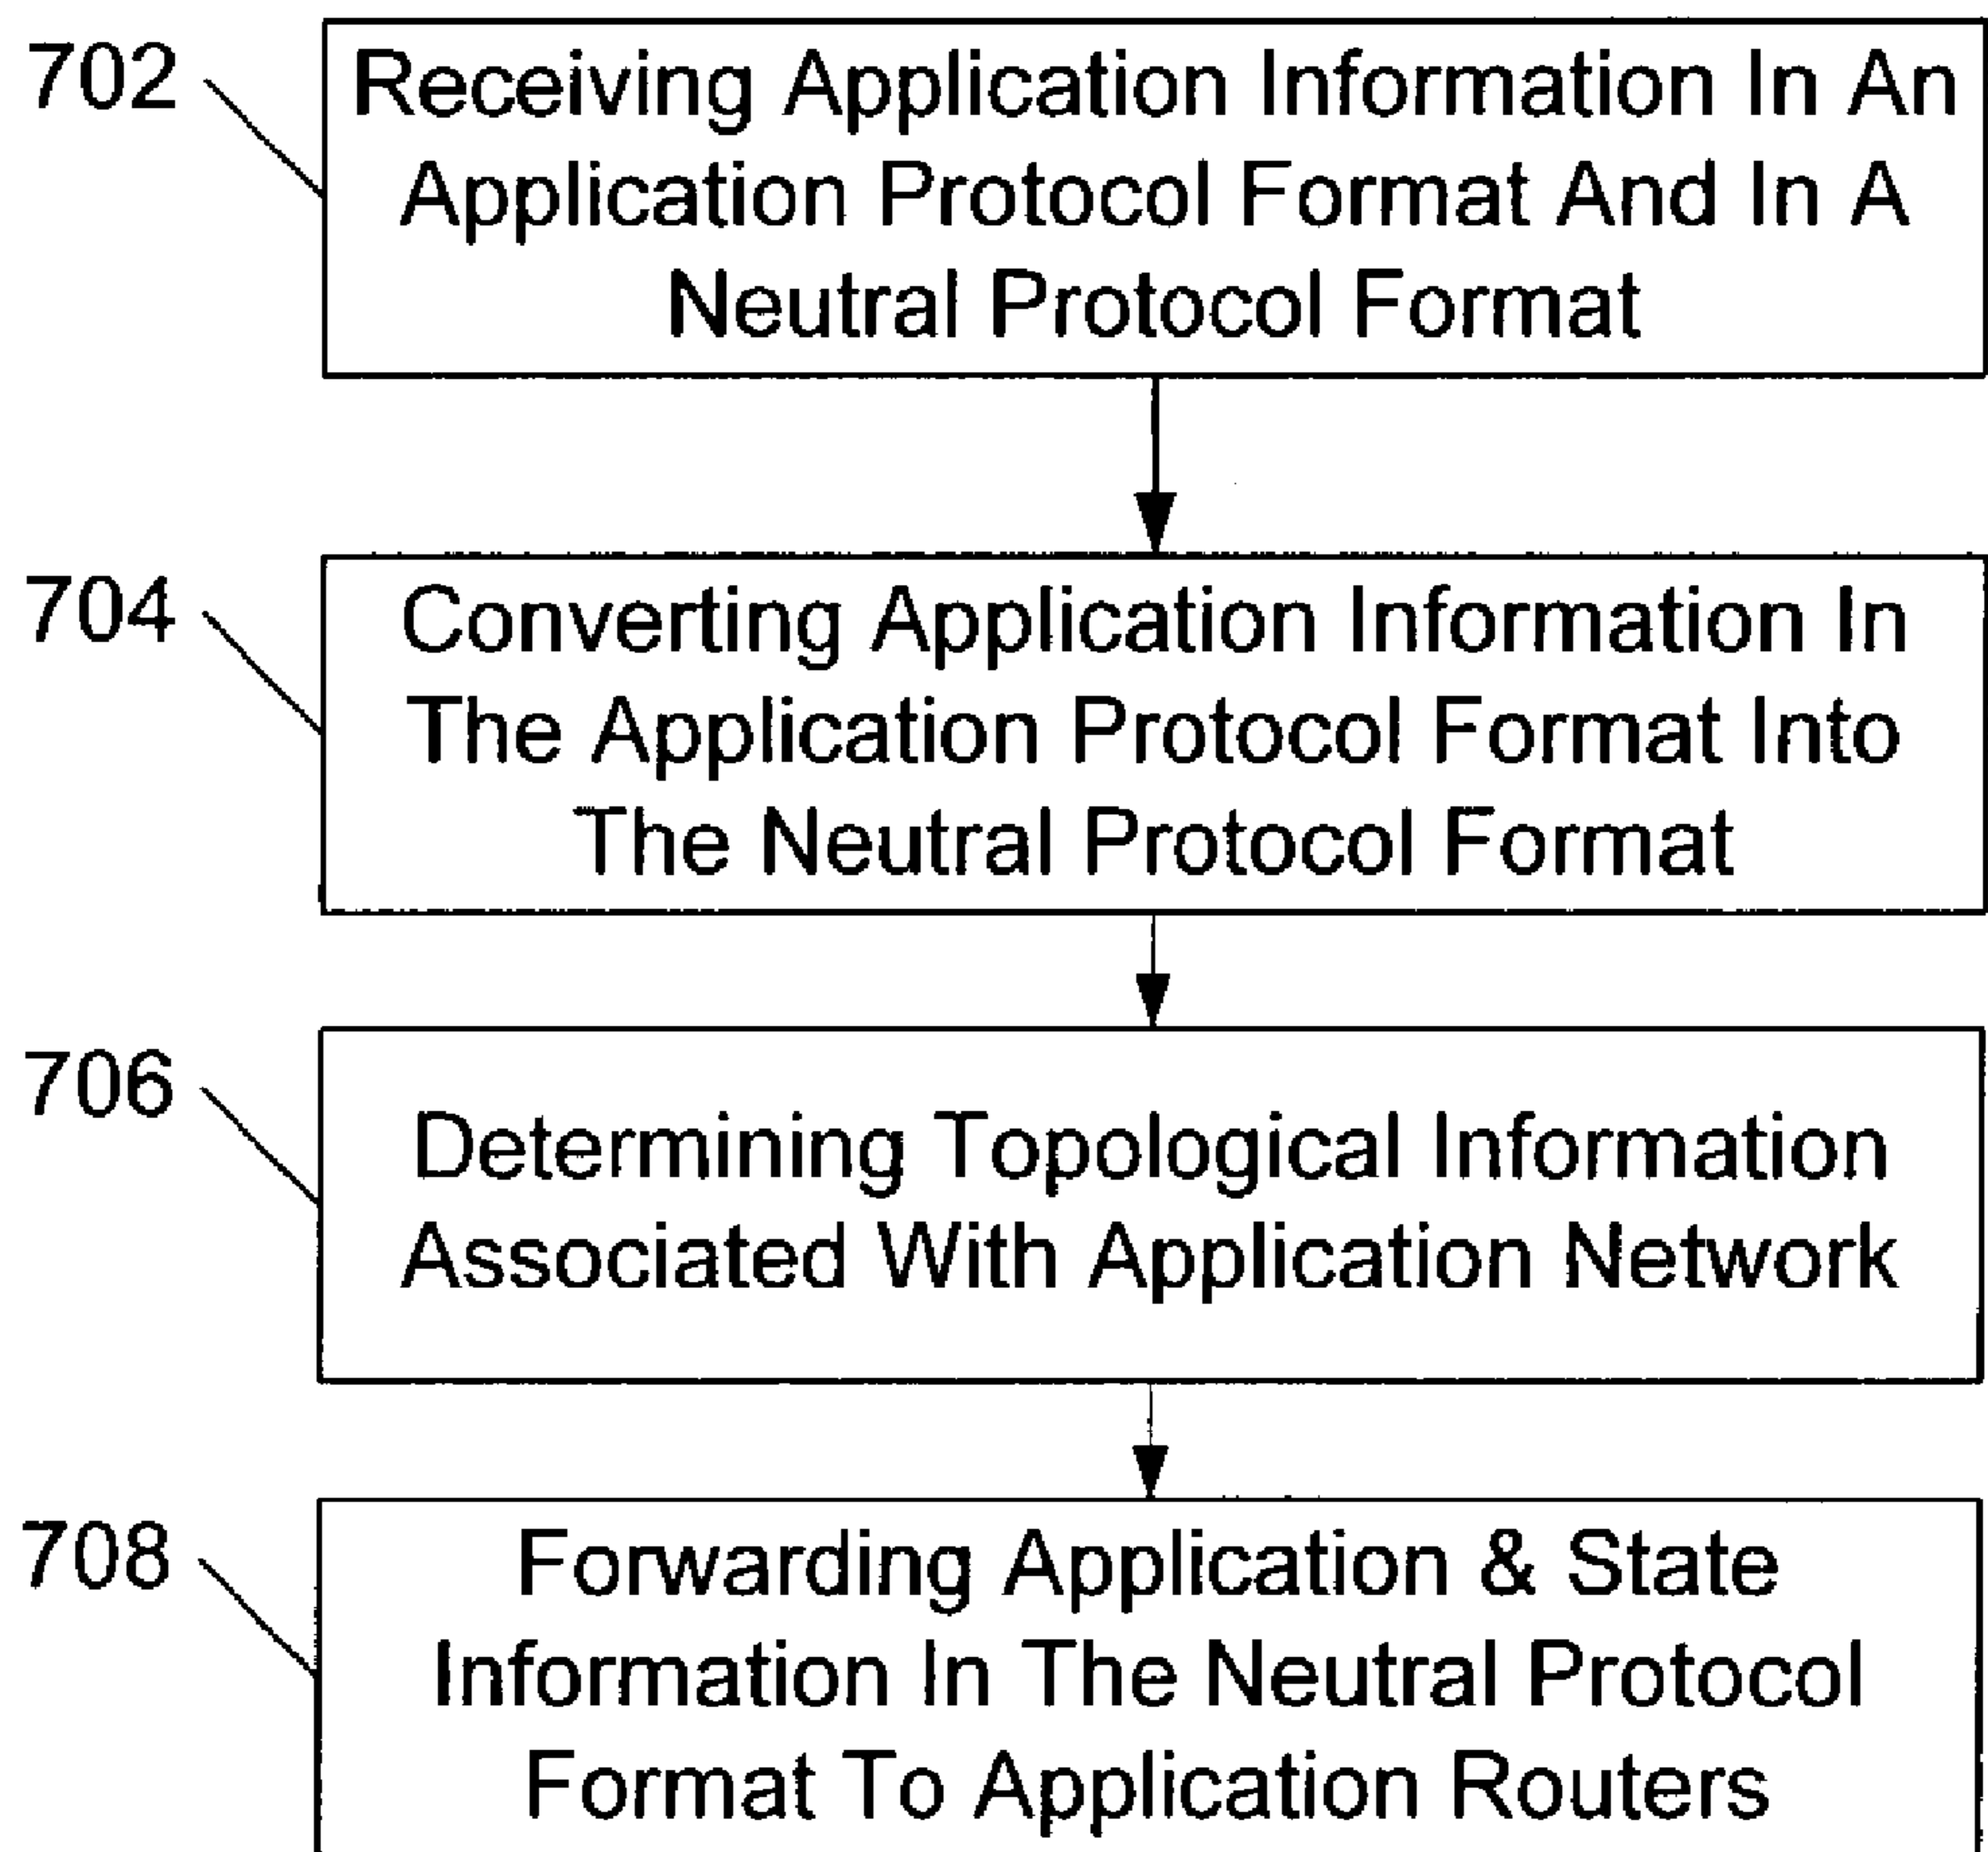 702
Receiving Application Information In An
Application Protocol Format And In A
Neutral Protocol Format
704
Converting Application Information In
The Application Protocol Format Into
The Neutral Protocol Format
706
Determining Topological Information
Associated With Application Network
708
Forwarding Application & State
Information In The Neutral Protocol
Format To Application Routers